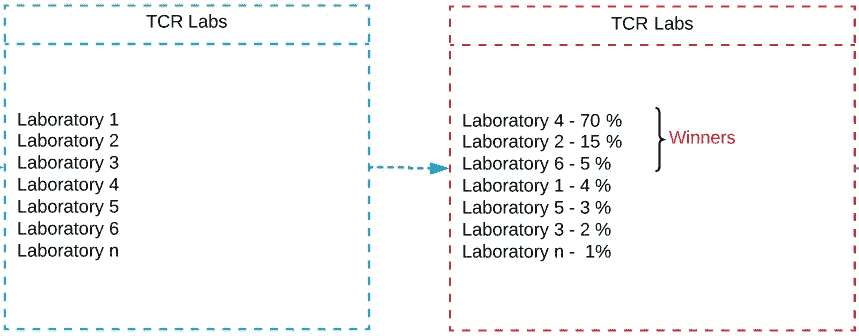 TCR Labs
Laboratory 1
Laboratory 2
Laboratory 3
Laboratory 4
Laboratory 5
Laboratory 6
Laboratory n
TCR Labs
Laboratory 4 - 70 %
Laboratory 2 - 15 %
Laboratory 6 - 5 %
Laboratory 1 - 4 %
Laboratory 5 - 3 %
Laboratory 3 - 2 %
Laboratory n -  1%
Winners